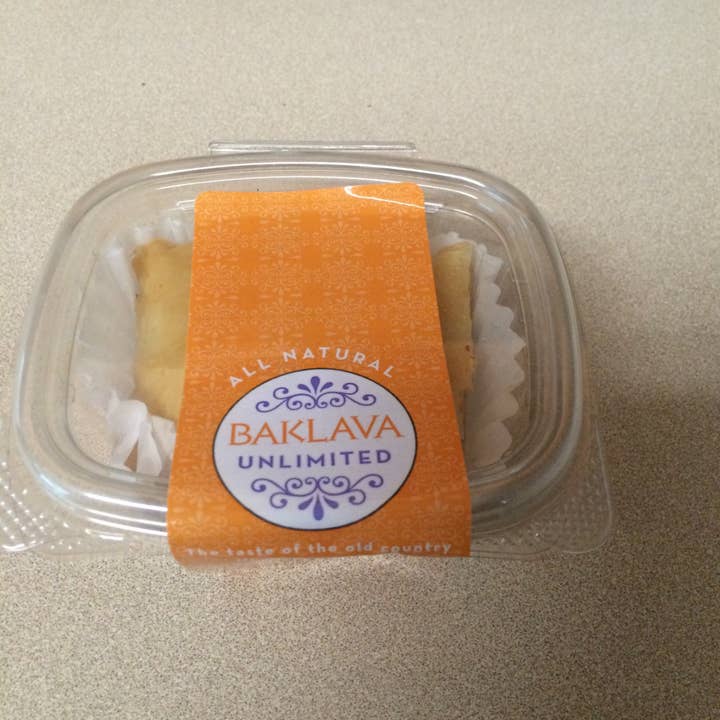 ALL NATURAL
BAKLAVA
UNLIMITED
The taste of the old country